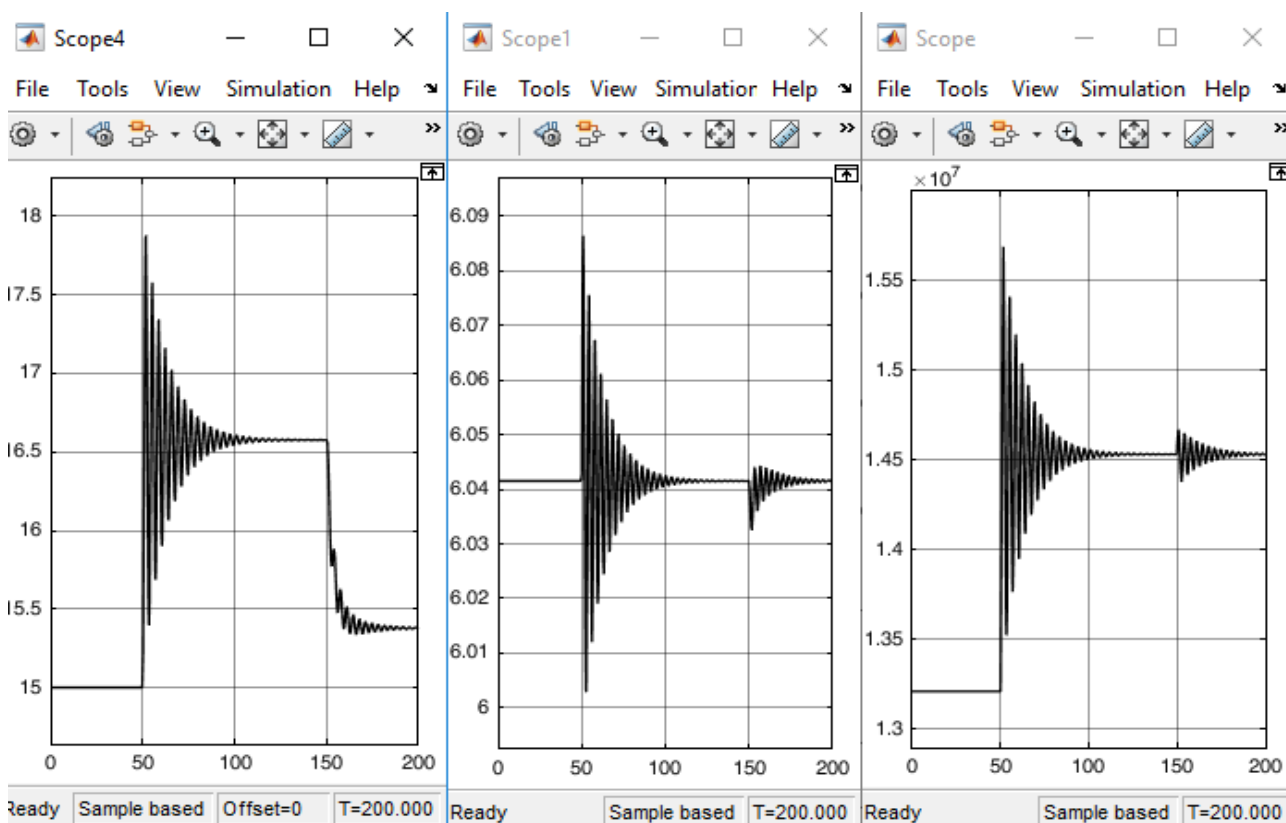 Scope4
File Tools View Simulation Help
18
17.5
17
16.5
16
15.5
15
0 50 100 150 200
Ready Sample based Offset=0 T=200.000
Scope1
File Tools View Simulation Help
6.09
6.08
6.07
6.06
6.05
6.04
6.03
6.02
6.01
6
0 50 100 150 200
Ready Sample based T=200.000
Scope
File Tools View Simulation Help
×10^7
1.55
1.5
1.45
1.4
1.35
1.3
0 50 100 150 200
Ready Sample based T=200.000